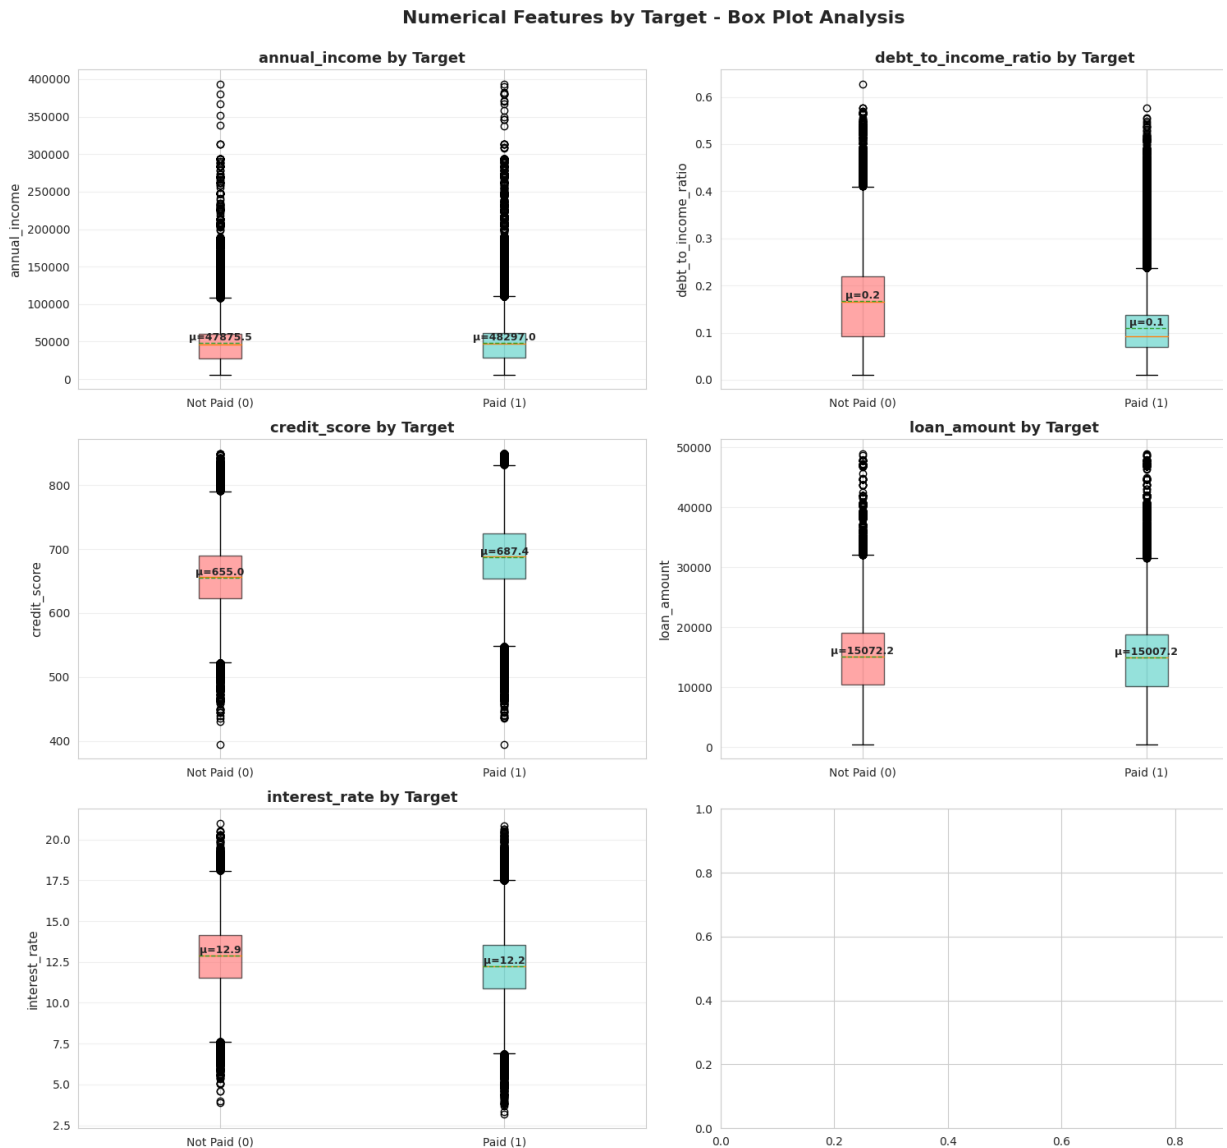 Numerical Features by Target - Box Plot Analysis
annual_income by Target
annual_income
400000
350000
300000
250000
200000
150000
100000
50000
0
μ=47875.5
μ=48297.0
Not Paid (0)
Paid (1)
debt_to_income_ratio by Target
debt_to_income_ratio
0.6
0.5
0.4
0.3
0.2
0.1
0.0
μ=0.2
μ=0.1
Not Paid (0)
Paid (1)
credit_score by Target
credit_score
800
700
600
500
400
μ=655.0
μ=687.4
Not Paid (0)
Paid (1)
loan_amount by Target
loan_amount
50000
40000
30000
20000
10000
0
μ=15072.2
μ=15007.2
Not Paid (0)
Paid (1)
interest_rate by Target
interest_rate
20.0
17.5
15.0
12.5
10.0
7.5
5.0
2.5
μ=12.9
μ=12.2
Not Paid (0)
Paid (1)
1.0
0.8
0.6
0.4
0.2
0.0
0.0
0.2
0.4
0.6
0.8